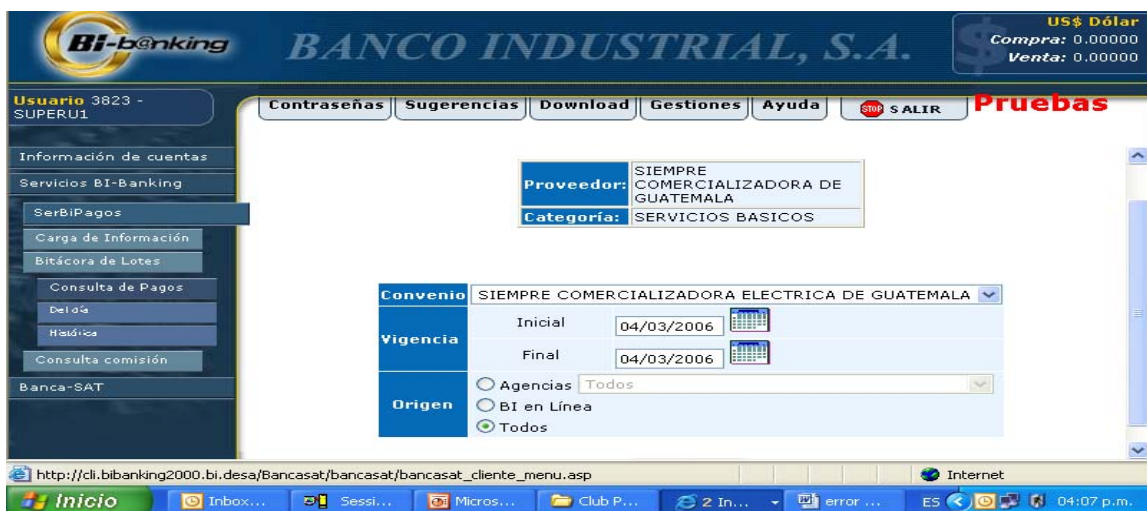 Bi-b@nking
BANCO INDUSTRIAL, S.A.
US$ Dólar
Compra: 0.00000
Venta: 0.00000
Usuario 3823 -
SUPERU1
Contraseñas Sugerencias Download Gestiones Ayuda STOP SALIR Pruebas
Información de cuentas
Servicios BI-Banking
SerBiPagos
Carga de Información
Bitácora de Lotes
Consulta de Pagos
Del día
Histórica
Consulta comisión
Banca-SAT
Proveedor: SIEMPRE
COMERCIALIZADORA DE
GUATEMALA
Categoría: SERVICIOS BASICOS
Convenio SIEMPRE COMERCIALIZADORA ELECTRICA DE GUATEMALA
Vigencia
Inicial 04/03/2006
Final 04/03/2006
Origen
Agencias Todos
BI en Línea
Todos
http://cli.bibanking2000.bi.desa/Bancasat/bancasat/bancasat_cliente_menu.asp Internet
Inicio Inbox... Sessi... Micros... Club P... 2 In... error ... ES 04:07 p.m.